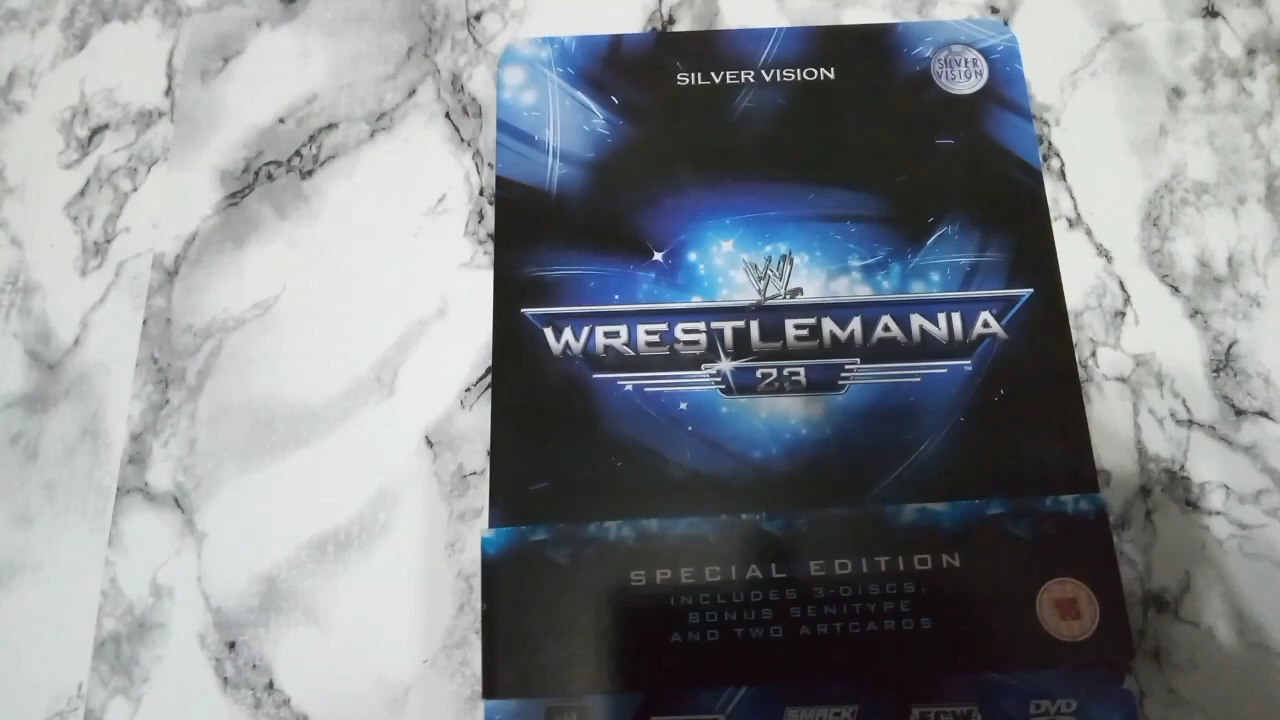 SILVER VISION
SILVER
VISION
W
WRESTLEMANIA
™
23
SPECIAL EDITION
INCLUDES 3-DISCS,
BONUS SENITYPE
AND TWO ARTCARDS
15
SMACK
ECW
DVD